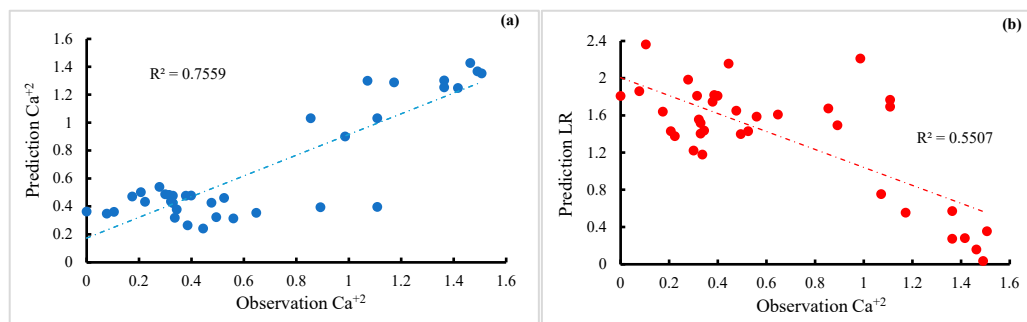 (a)
1.6
1.4
1.2
1
0.8
0.6
0.4
0.2
0
R² = 0.7559
Prediction Ca⁺²
0 0.2 0.4 0.6 0.8 1 1.2 1.4 1.6
Observation Ca⁺²
(b)
2.4
2
1.6
1.2
0.8
0.4
0
R² = 0.5507
Prediction LR
0 0.2 0.4 0.6 0.8 1 1.2 1.4 1.6
Observation Ca⁺²